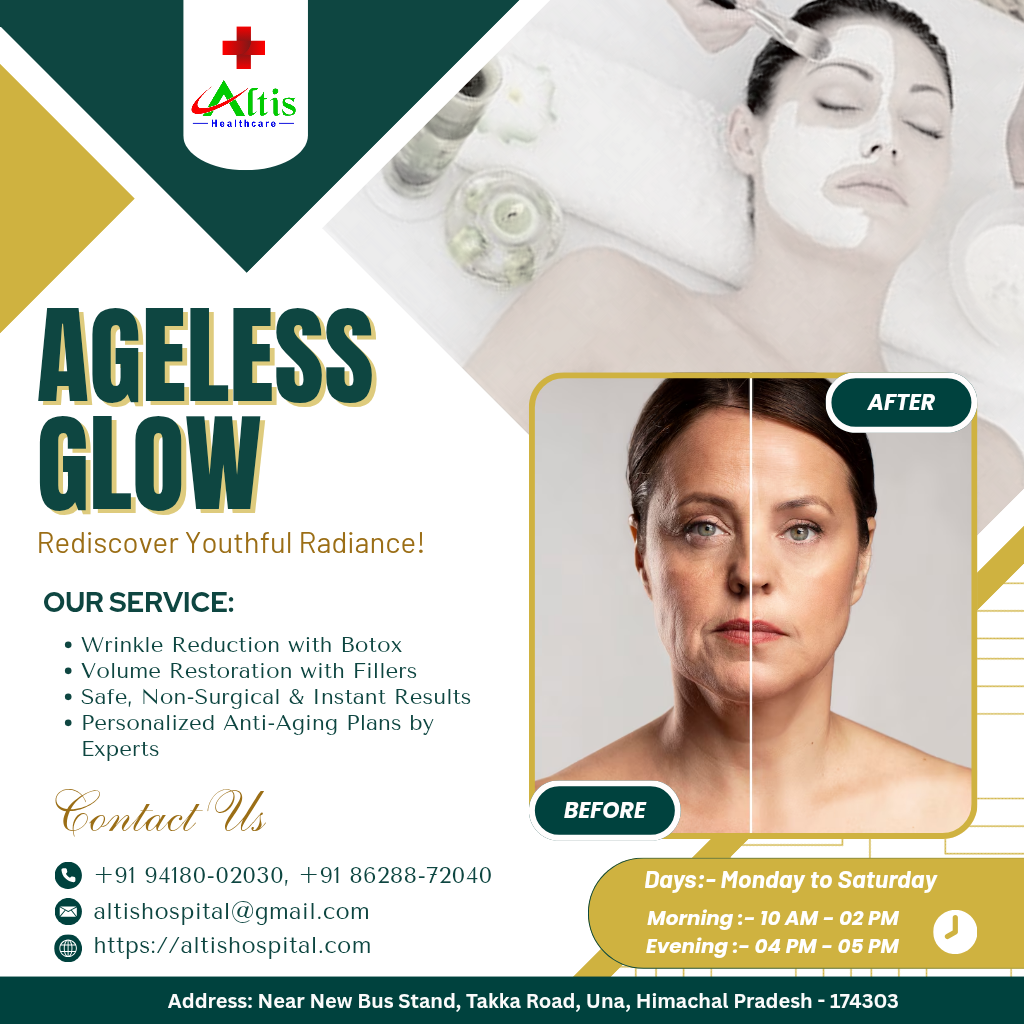 Altis
Healthcare
AGELESS
GLOW
Rediscover Youthful Radiance!
OUR SERVICE:
• Wrinkle Reduction with Botox
• Volume Restoration with Fillers
• Safe, Non-Surgical & Instant Results
• Personalized Anti-Aging Plans by
Experts
AFTER
BEFORE
Contact Us
+91 94180-02030, +91 86288-72040
altishospital@gmail.com
https://altishospital.com
Days:- Monday to Saturday
Morning :- 10 AM - 02 PM
Evening :- 04 PM - 05 PM
Address: Near New Bus Stand, Takka Road, Una, Himachal Pradesh - 174303